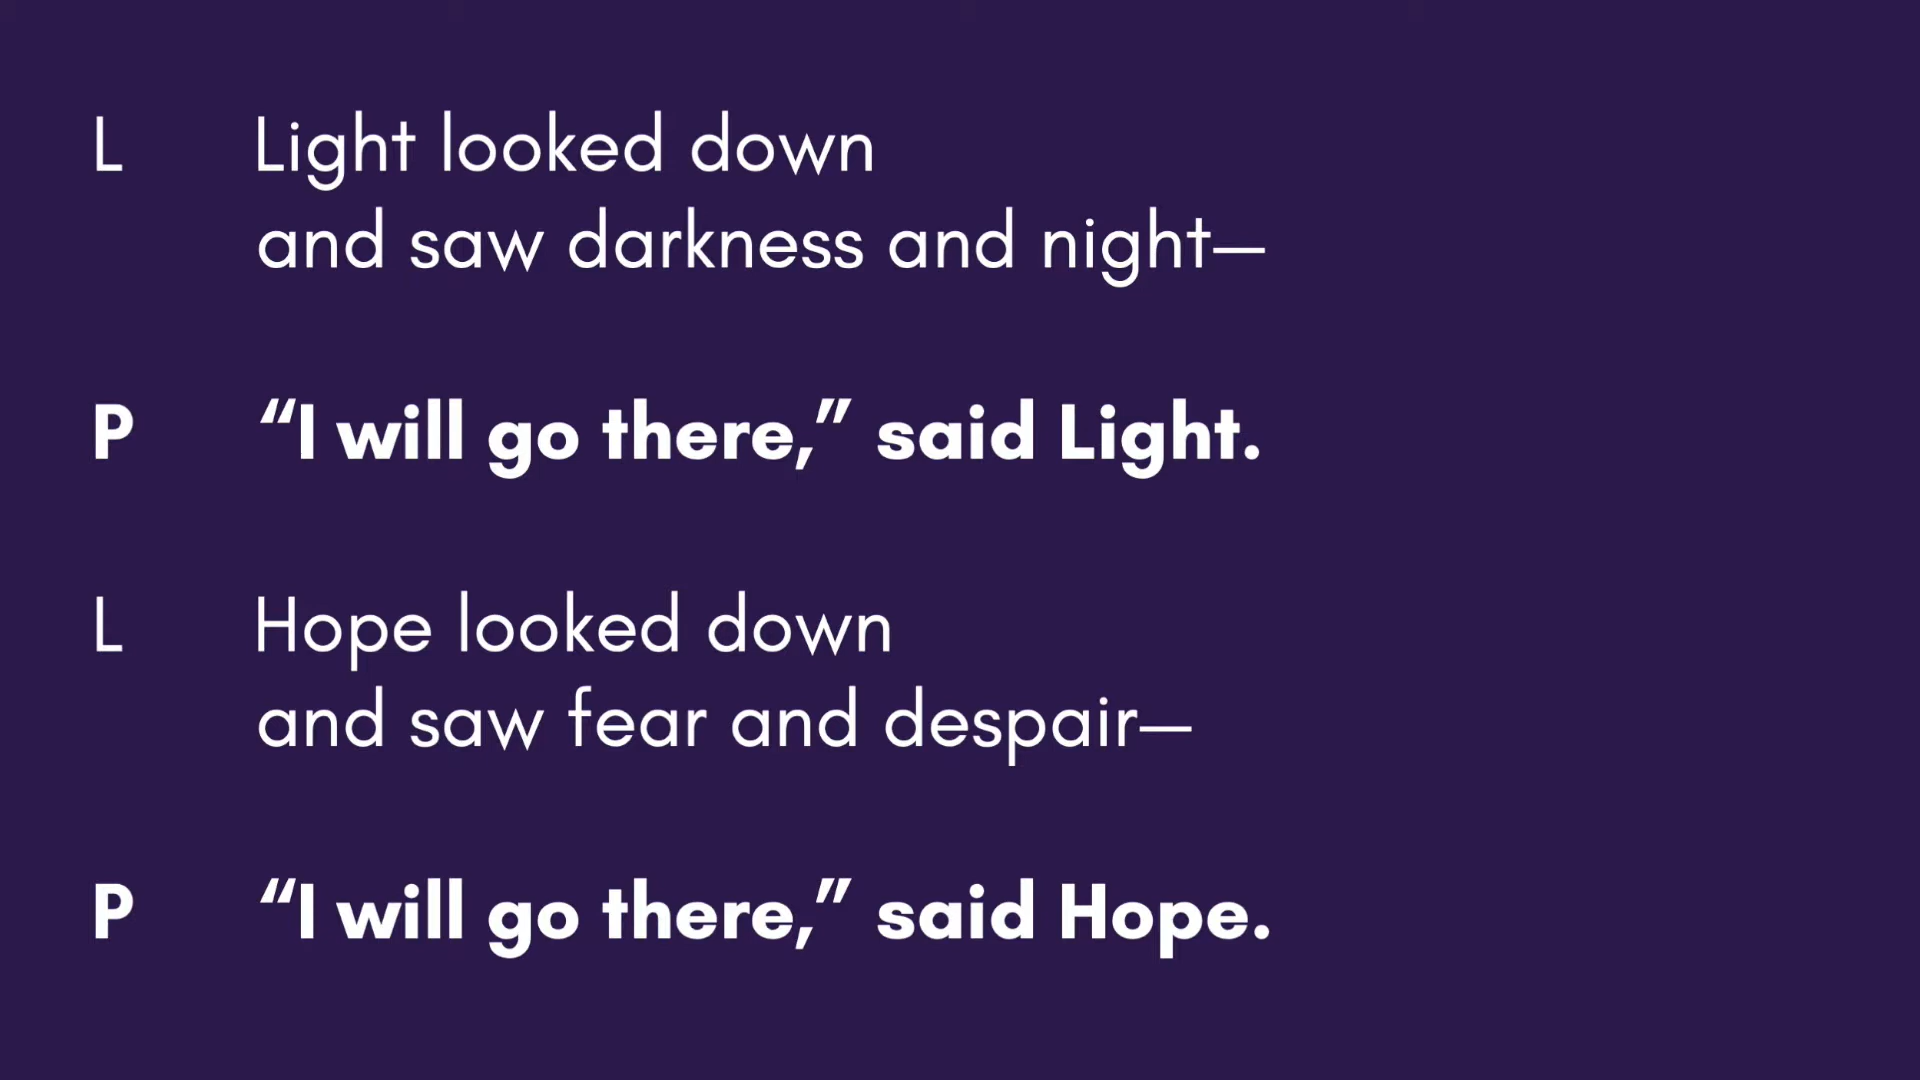 L Light looked down
and saw darkness and night—
P “I will go there,” said Light.
L Hope looked down
and saw fear and despair—
P “I will go there,” said Hope.